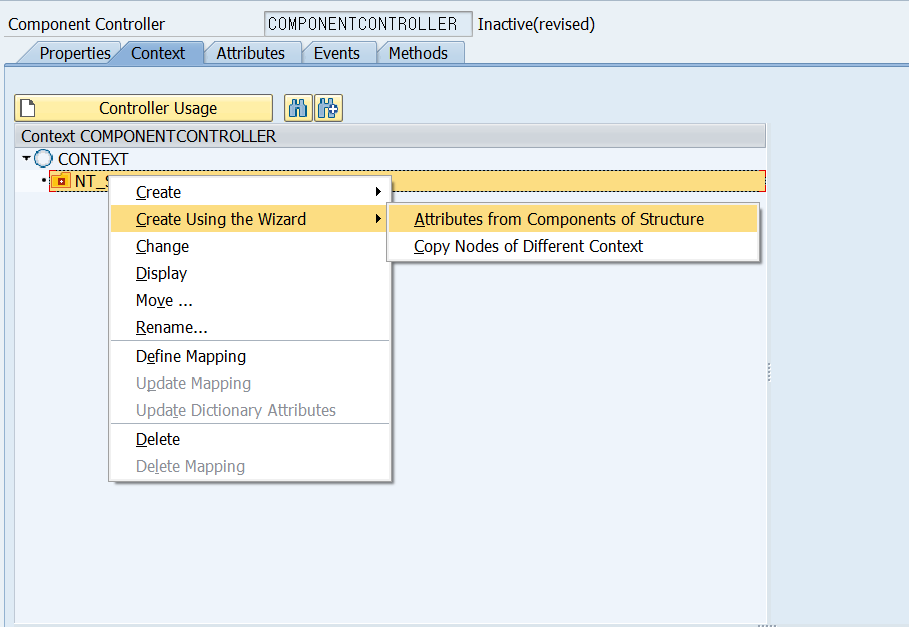 Component Controller COMPONENTCONTROLLER Inactive(revised)
Properties Context Attributes Events Methods
Controller Usage
Context COMPONENTCONTROLLER
CONTEXT
Create
Create Using the Wizard
Attributes from Components of Structure
Copy Nodes of Different Context
Change
Display
Move ...
Rename...
Define Mapping
Update Mapping
Update Dictionary Attributes
Delete
Delete Mapping